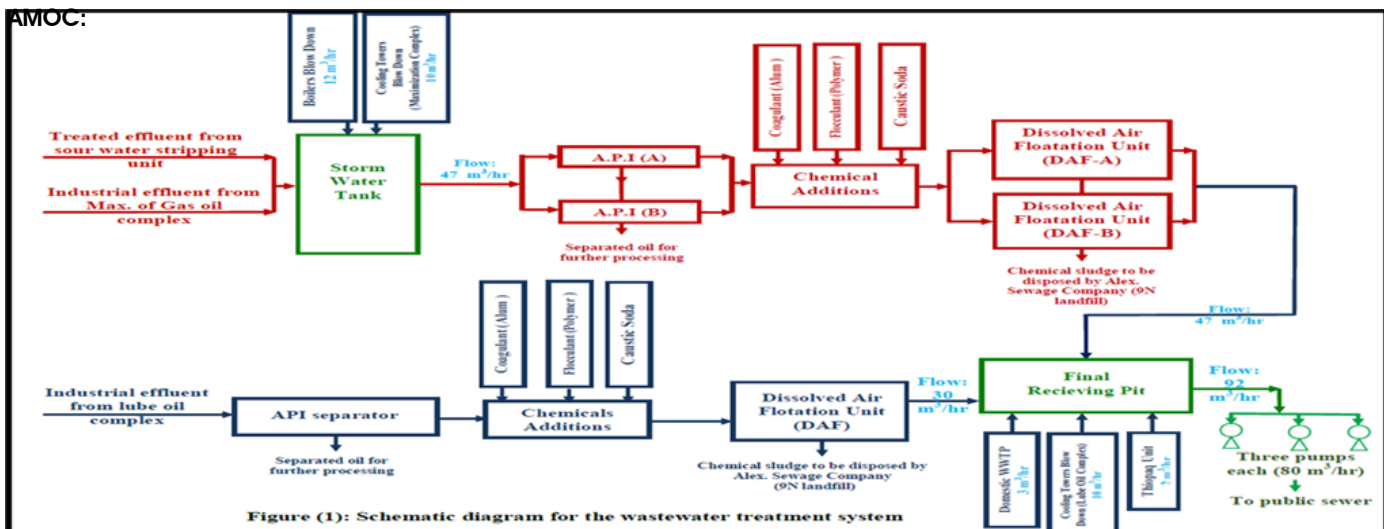 AMOC:
Boilers Blow Down
12 m³/hr
Cooling Towers
Blow Down
(Maximization Complex)
10 m³/hr
Treated effluent from
sour water stripping
unit
Industrial effluent from
Max. of Gas oil
complex
Storm
Water
Tank
Flow:
47 m³/hr
A.P.I (A)
A.P.I (B)
Separated oil for
further processing
Coagulant (Alum )
Flocculant (Polymer )
Caustic Soda
Chemical
Additions
Dissolved Air
Floatation Unit
(DAF-A)
Dissolved Air
Floatation Unit
(DAF-B)
Chemical sludge to be
disposed by Alex.
Sewage Company (9N
landfill)
Flow:
47 m³/hr
Industrial effluent
from lube oil
complex
API separator
Separated oil for
further processing
Coagulant (Alum )
Flocculant (Polymer )
Caustic Soda
Chemicals
Additions
Dissolved Air
Flotation Unit
(DAF)
Chemical sludge to be disposed by
Alex. Sewage Company
(9N landfill)
Flow:
30
m³/hr
Final
Recieving Pit
Domestic WWTP
3 m³/hr
Cooling Towers Blow
Down (Lube Oil Complex)
10 m³/hr
Thiopaq Unit
Flow:
92
m³/hr
Three pumps
each (80 m³/hr)
To public sewer
Figure (1): Schematic diagram for the wastewater treatment system